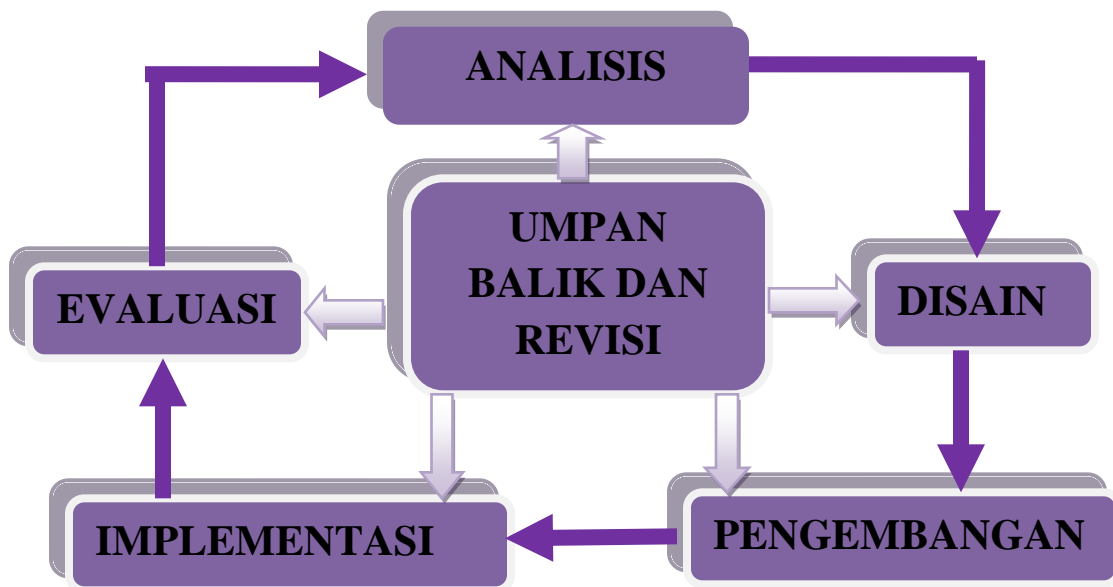 ANALISIS
UMPAN
BALIK DAN
REVISI
EVALUASI
DISAIN
IMPLEMENTASI
PENGEMBANGAN